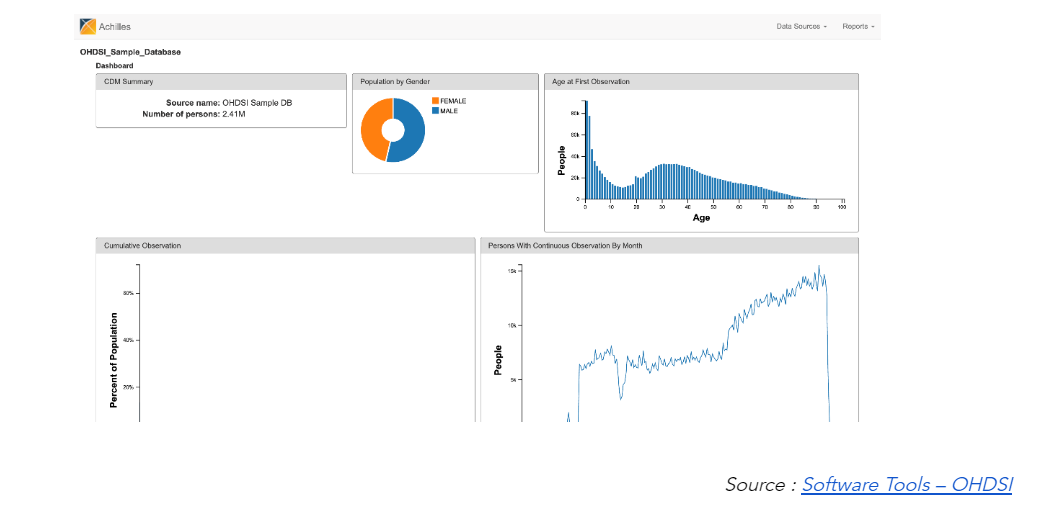 Achilles
Data Sources
Reports
OHDSI_Sample_Database
Dashboard
CDM Summary
Source name: OHDSI Sample DB
Number of persons: 2.41M
Population by Gender
FEMALE
MALE
Age at First Observation
People
80k
60k
40k
20k
0
0 10 20 30 40 50 60 70 80 90 100
Age
Cumulative Observation
Percent of Population
60%
40%
20%
Persons With Continuous Observation By Month
People
15k
10k
5k
Source : Software Tools – OHDSI